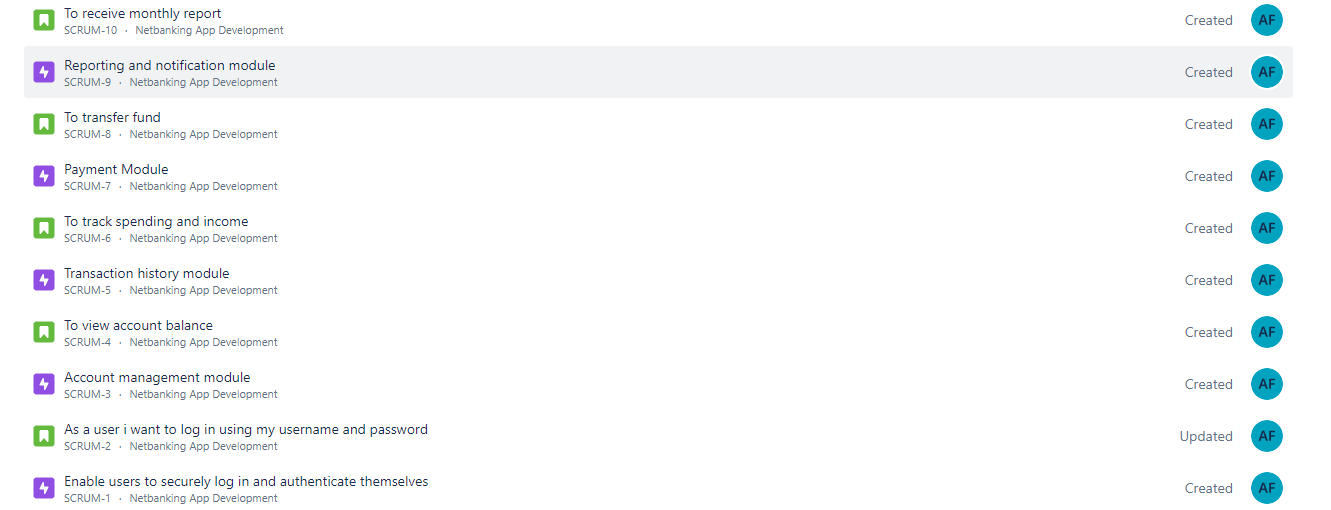 To receive monthly report
SCRUM-10 · Netbanking App Development
Created
AF
Reporting and notification module
SCRUM-9 · Netbanking App Development
Created
AF
To transfer fund
SCRUM-8 · Netbanking App Development
Created
AF
Payment Module
SCRUM-7 · Netbanking App Development
Created
AF
To track spending and income
SCRUM-6 · Netbanking App Development
Created
AF
Transaction history module
SCRUM-5 · Netbanking App Development
Created
AF
To view account balance
SCRUM-4 · Netbanking App Development
Created
AF
Account management module
SCRUM-3 · Netbanking App Development
Created
AF
As a user i want to log in using my username and password
SCRUM-2 · Netbanking App Development
Updated
AF
Enable users to securely log in and authenticate themselves
SCRUM-1 · Netbanking App Development
Created
AF